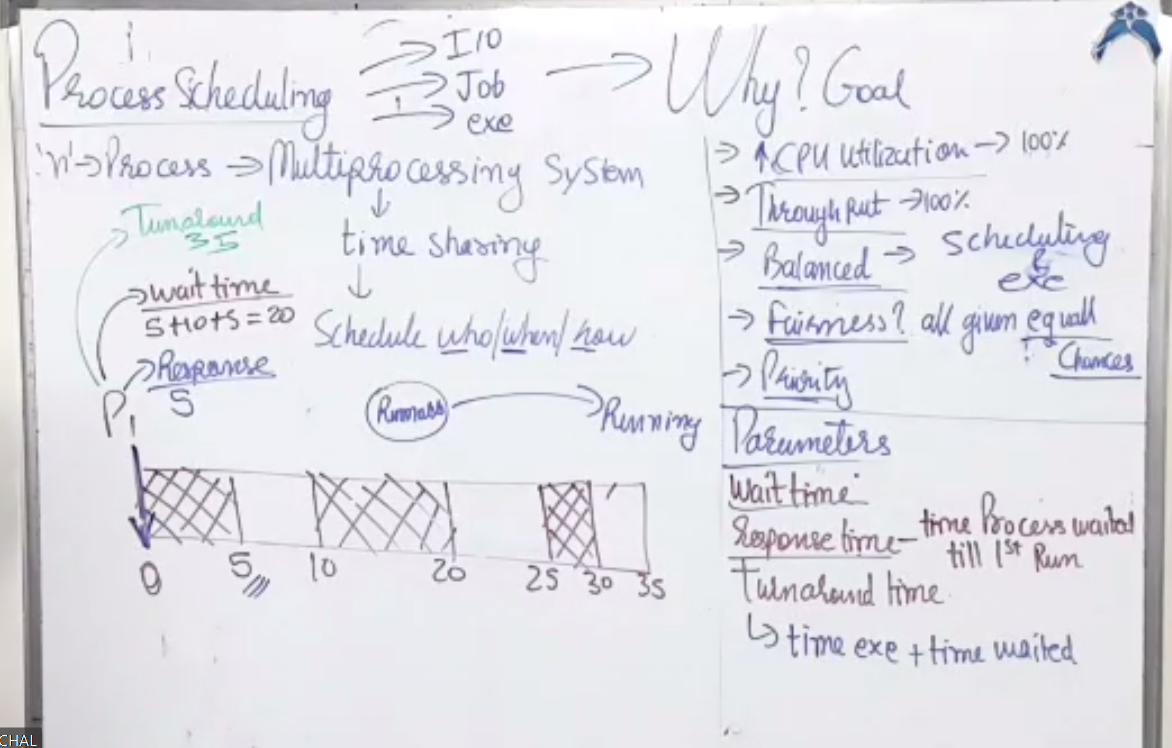 Process Scheduling
I/O
Job
exe
'n' → Process → Multiprocessing System
time sharing
Schedule who/when/how
Turnaround
35
wait time
5+10+5=20
Response
5
P1
Running
0 5 10 20 25 30 35
Why? Goal
→ ↑ CPU Utilization → 100%
→ Throughput → 100%
→ Balanced → Scheduling
&
exe
→ Fairness? all given equall
Chances
→ Priority
Parameters
Wait time
Response time – time Process waited
till 1st Run
Turnaround time
↳ time exe + time waited
CHAL